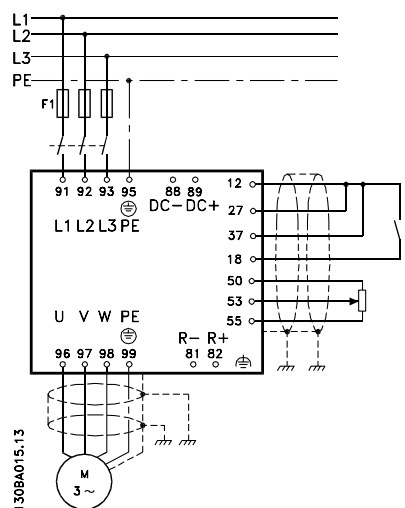 L1
L2
L3
PE
F1
91 92 93 95 88 89 12
DC- DC+
L1 L2 L3 PE
27
37
18
50
53
55
U V W PE
R- R+
96 97 98 99 81 82
M
3 ~
130BA015.13